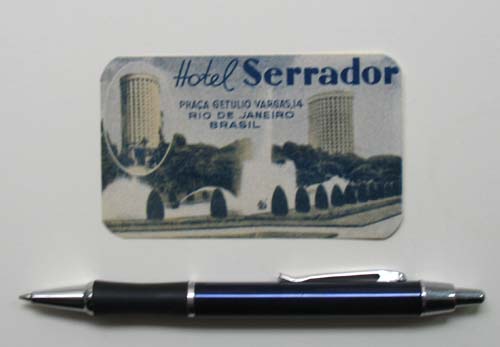 Hotel Serrador
PRAÇA GETULIO VARGAS, 14
RIO DE JANEIRO
BRASIL